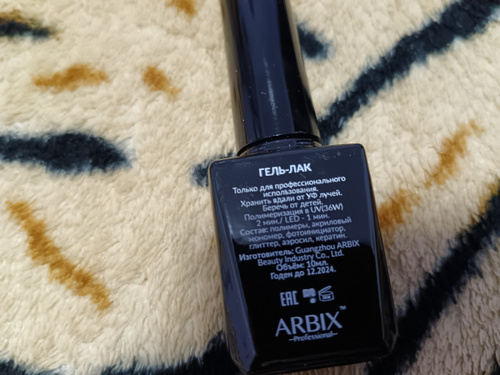 ГЕЛЬ-ЛАК
Только для профессионального
использования.
Хранить вдали от УФ лучей.
Беречь от детей.
Полимеризация в UV(36W)
2 мин./ LED - 1 мин.
Состав: полимеры, акриловый
мономер, фотоинициатор,
глиттер, аэросил, кератин.
Изготовитель: Guangzhou ARBIX
Beauty Industry Co., Ltd.
Объём: 10мл.
Годен до 12.2024.
EAC
ARBIX™
Professional